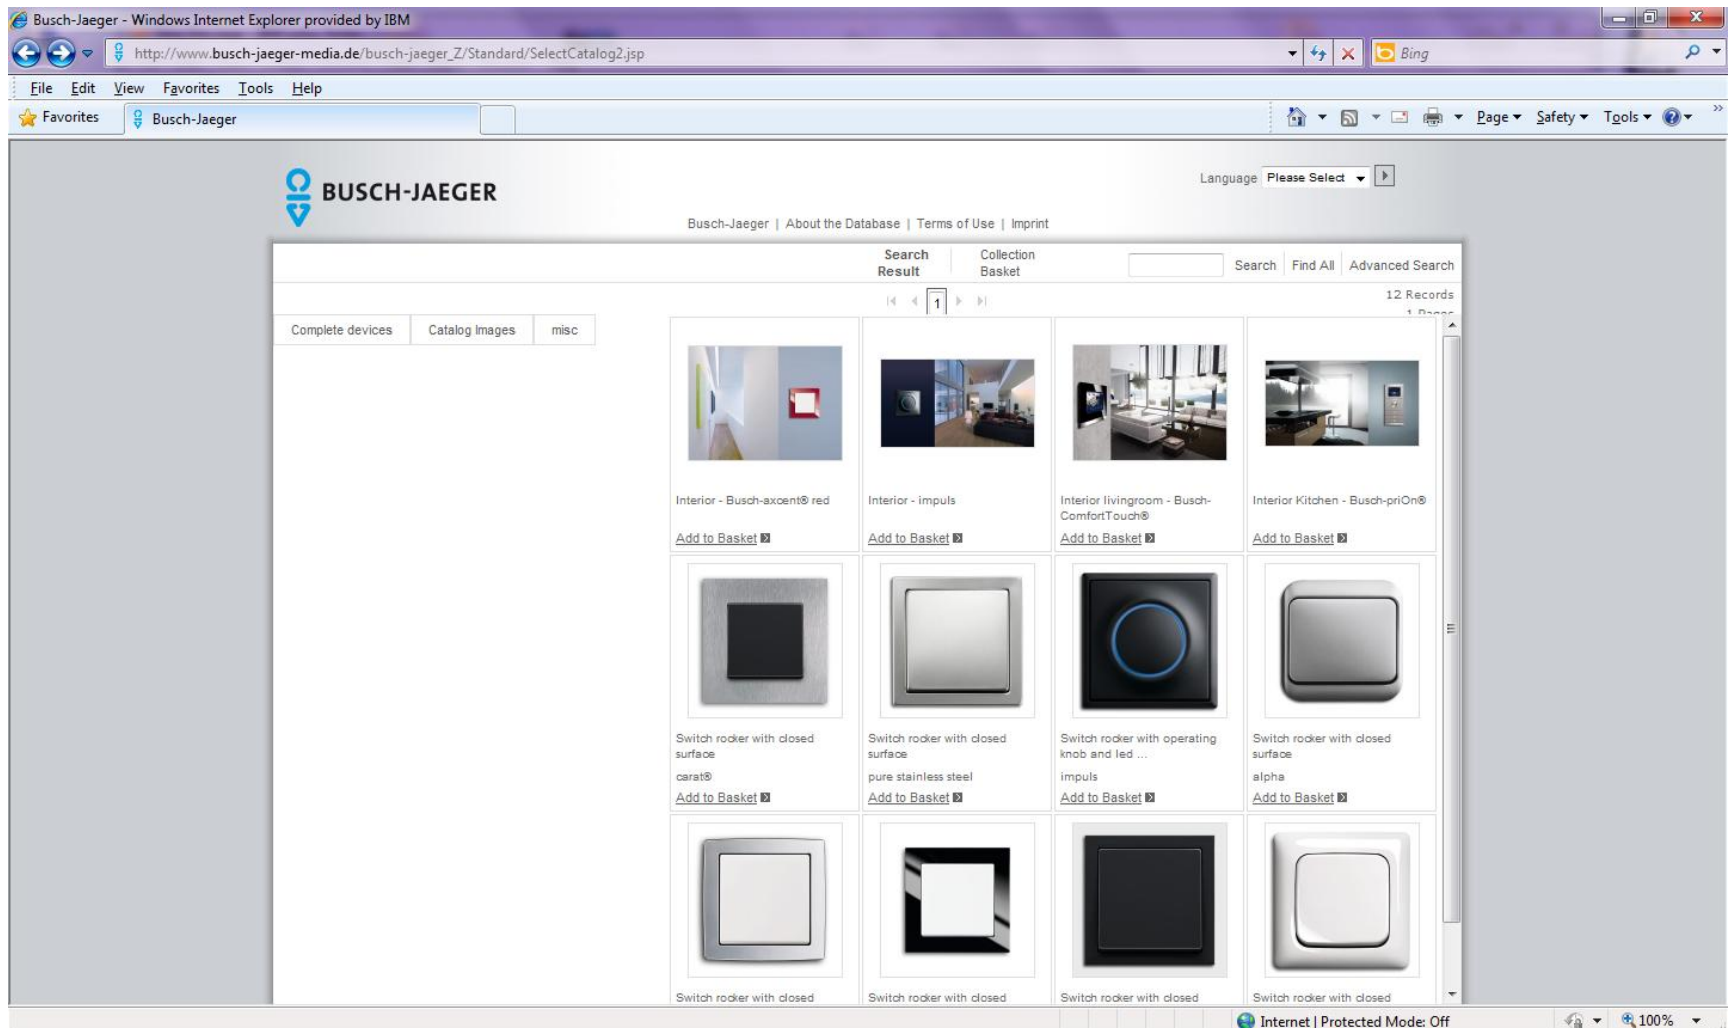 Busch-Jaeger - Windows Internet Explorer provided by IBM
http://www.busch-jaeger-media.de/busch-jaeger_Z/Standard/SelectCatalog2.jsp
Bing
File Edit View Favorites Tools Help
Favorites Busch-Jaeger Page Safety Tools
BUSCH-JAEGER
Language Please Select
Busch-Jaeger | About the Database | Terms of Use | Imprint
Search Result Collection Basket Search Find All Advanced Search
1
12 Records
1 Pages
Complete devices Catalog Images misc
Interior - Busch-axcent® red
Add to Basket
Interior - impuls
Add to Basket
Interior livingroom - Busch-
ComfortTouch®
Add to Basket
Interior Kitchen - Busch-priOn®
Add to Basket
Switch rocker with closed
surface
carat®
Add to Basket
Switch rocker with closed
surface
pure stainless steel
Add to Basket
Switch rocker with operating
knob and led ...
impuls
Add to Basket
Switch rocker with closed
surface
alpha
Add to Basket
Switch rocker with closed
Switch rocker with closed
Switch rocker with closed
Switch rocker with closed
Internet | Protected Mode: Off 100%